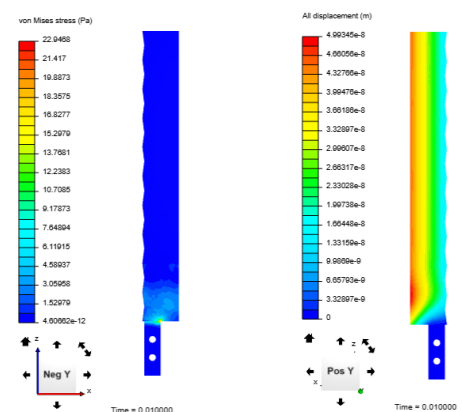 von Mises stress (Pa)
22.9468
21.417
19.8873
18.3575
16.8277
15.2979
13.7681
12.2383
10.7085
9.17873
7.64894
6.11915
4.58937
3.05958
1.52979
4.60662e-12
z
x
Neg Y
Time = 0.010000
All displacement (m)
4.99345e-8
4.66056e-8
4.32766e-8
3.99476e-8
3.66186e-8
3.32897e-8
2.99607e-8
2.66317e-8
2.33028e-8
1.99738e-8
1.66448e-8
1.33159e-8
9.9869e-9
6.65793e-9
3.32897e-9
0
z
x
Pos Y
Time = 0.010000